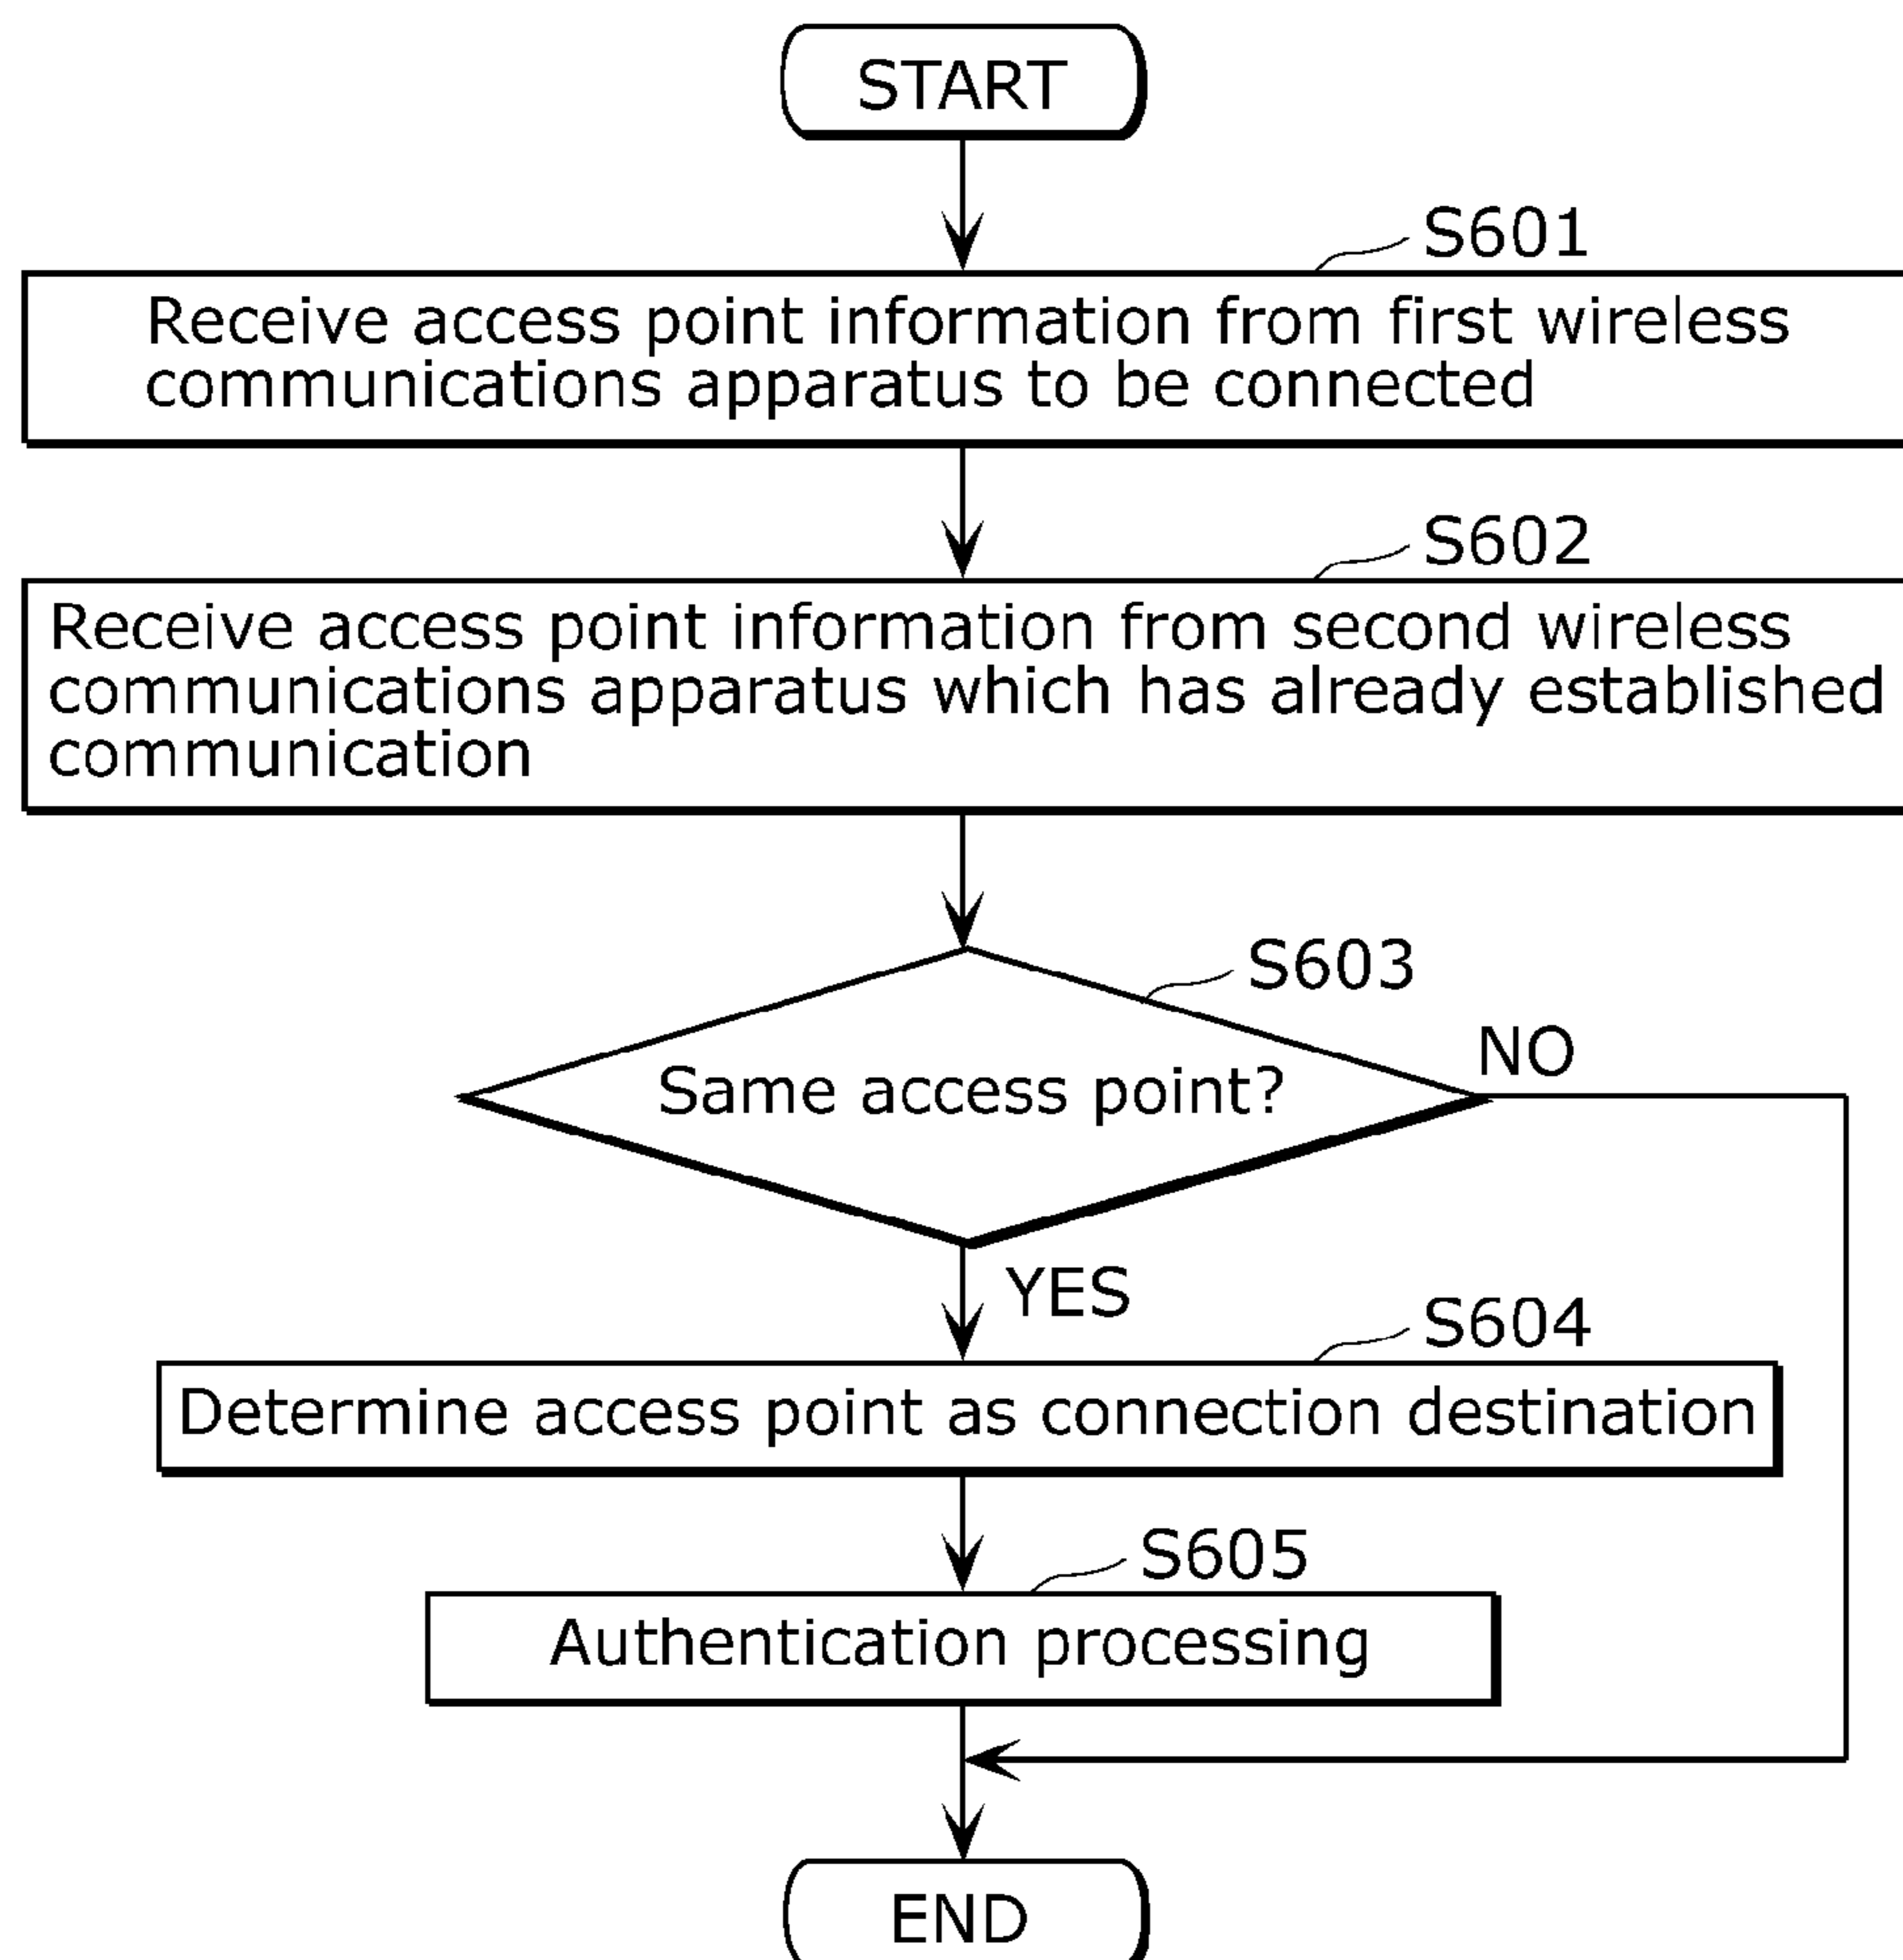 START
S601
Receive access point information from first wireless
communications apparatus to be connected
S602
Receive access point information from second wireless
communications apparatus which has already established
communication
S603
Same access point?
NO
YES
S604
Determine access point as connection destination
S605
Authentication processing
END